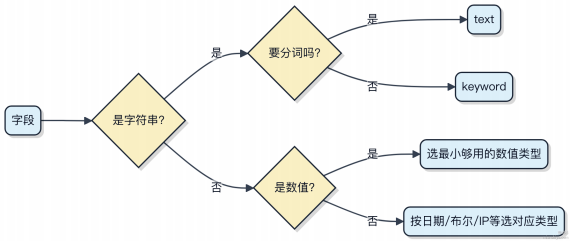 字段
是字符串?
是
否
要分词吗?
是
text
否
keyword
是数值?
是
选最小够用的数值类型
否
按日期/布尔/IP等选对应类型